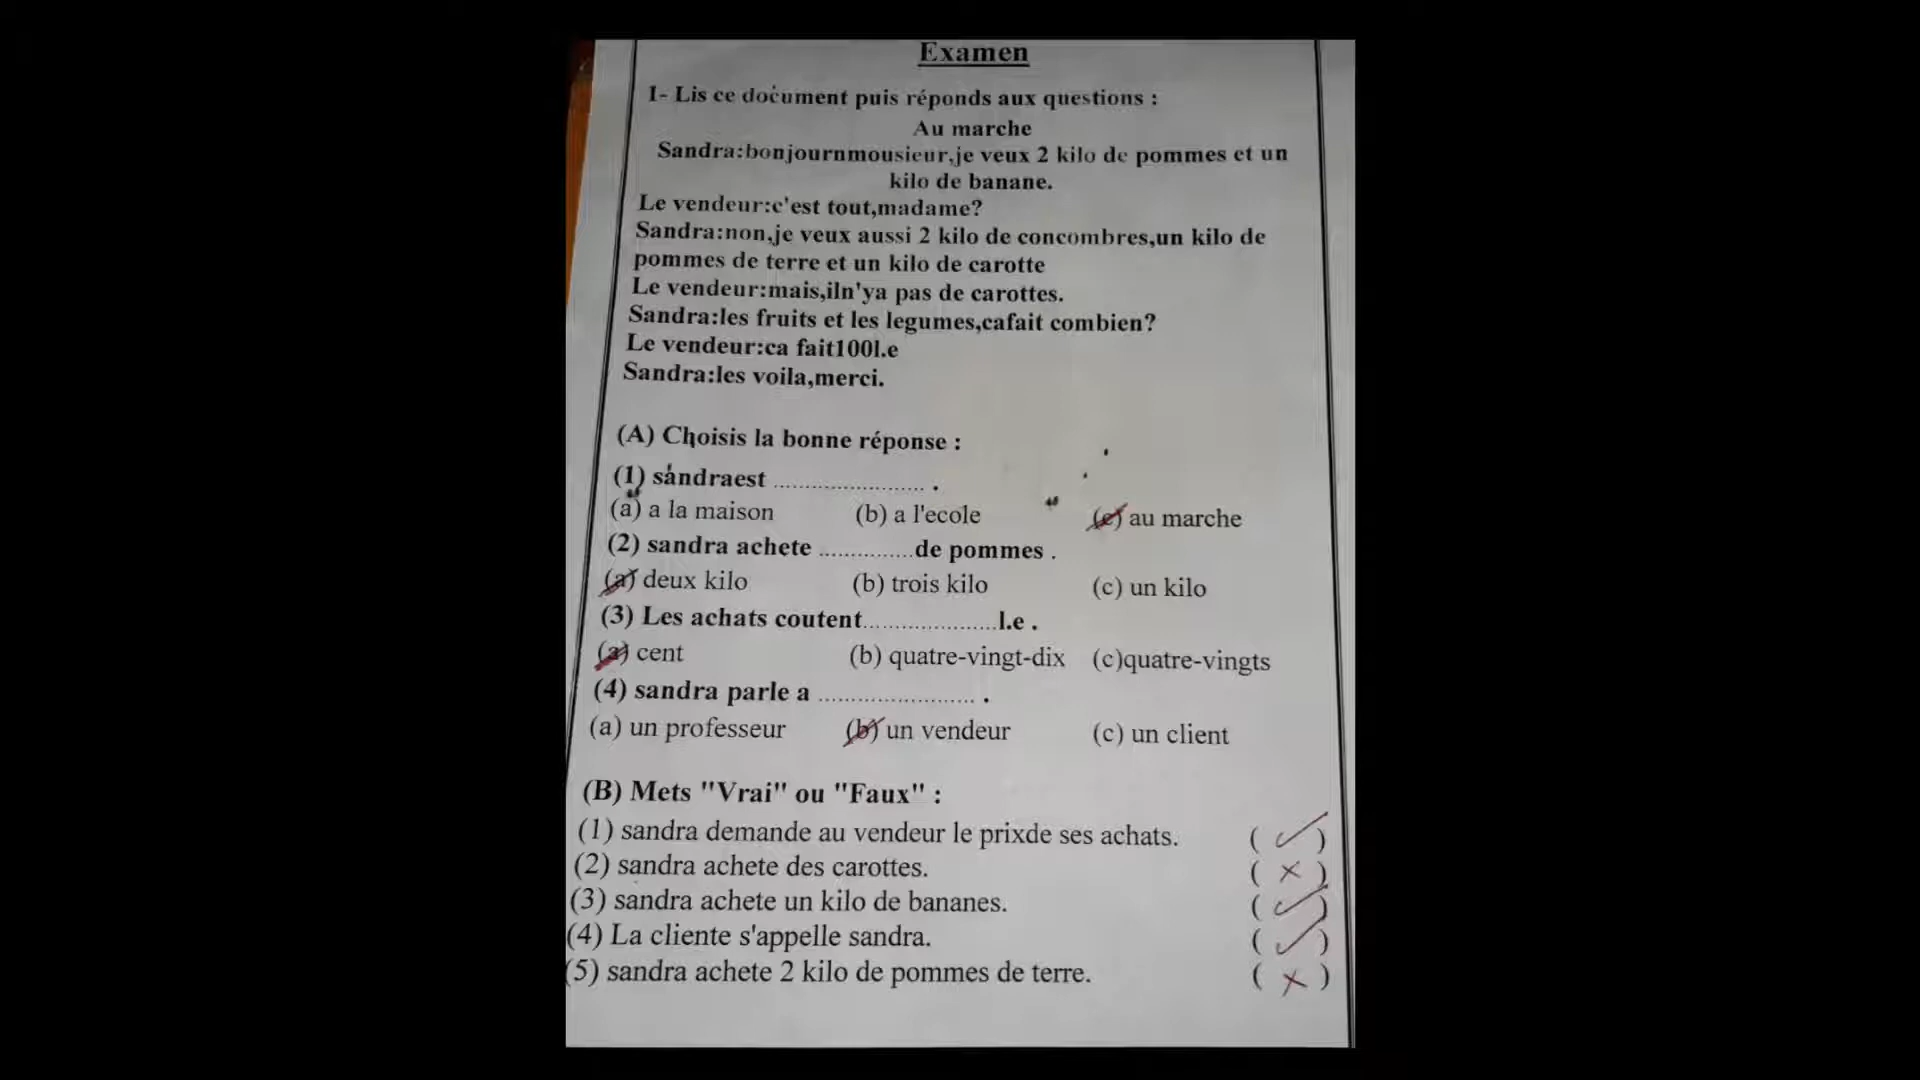 Examen
1- Lis ce document puis réponds aux questions :
Au marche
Sandra:bonjournmousieur,je veux 2 kilo de pommes et un
kilo de banane.
Le vendeur:c'est tout,madame?
Sandra:non,je veux aussi 2 kilo de concombres,un kilo de
pommes de terre et un kilo de carotte
Le vendeur:mais,iln'ya pas de carottes.
Sandra:les fruits et les legumes,cafait combien?
Le vendeur:ca fait100l.e
Sandra:les voila,merci.
(A) Choisis la bonne réponse :
(1) sandraest ....................... .
(a) a la maison (b) a l'ecole (c) au marche
(2) sandra achete ..............de pommes .
(a) deux kilo (b) trois kilo (c) un kilo
(3) Les achats coutent....................l.e .
(a) cent (b) quatre-vingt-dix (c)quatre-vingts
(4) sandra parle a ....................... .
(a) un professeur (b) un vendeur (c) un client
(B) Mets "Vrai" ou "Faux" :
(1) sandra demande au vendeur le prixde ses achats. ( ✓ )
(2) sandra achete des carottes. ( × )
(3) sandra achete un kilo de bananes. ( ✓ )
(4) La cliente s'appelle sandra. ( ✓ )
(5) sandra achete 2 kilo de pommes de terre. ( × )